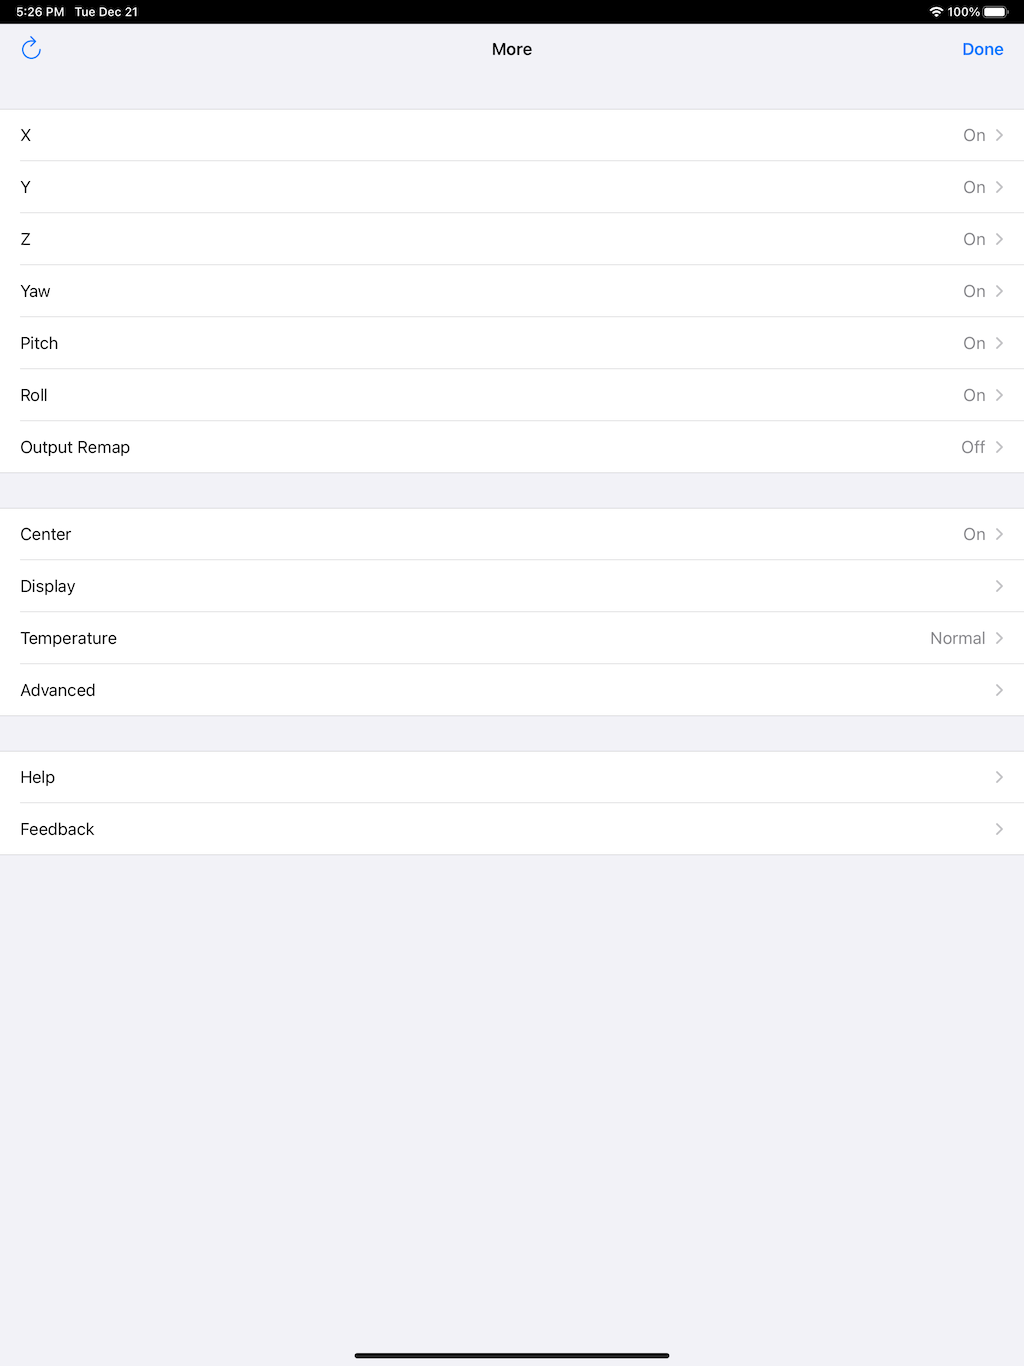 5:26 PM Tue Dec 21 100%
More Done
X On
Y On
Z On
Yaw On
Pitch On
Roll On
Output Remap Off
Center On
Display
Temperature Normal
Advanced
Help
Feedback